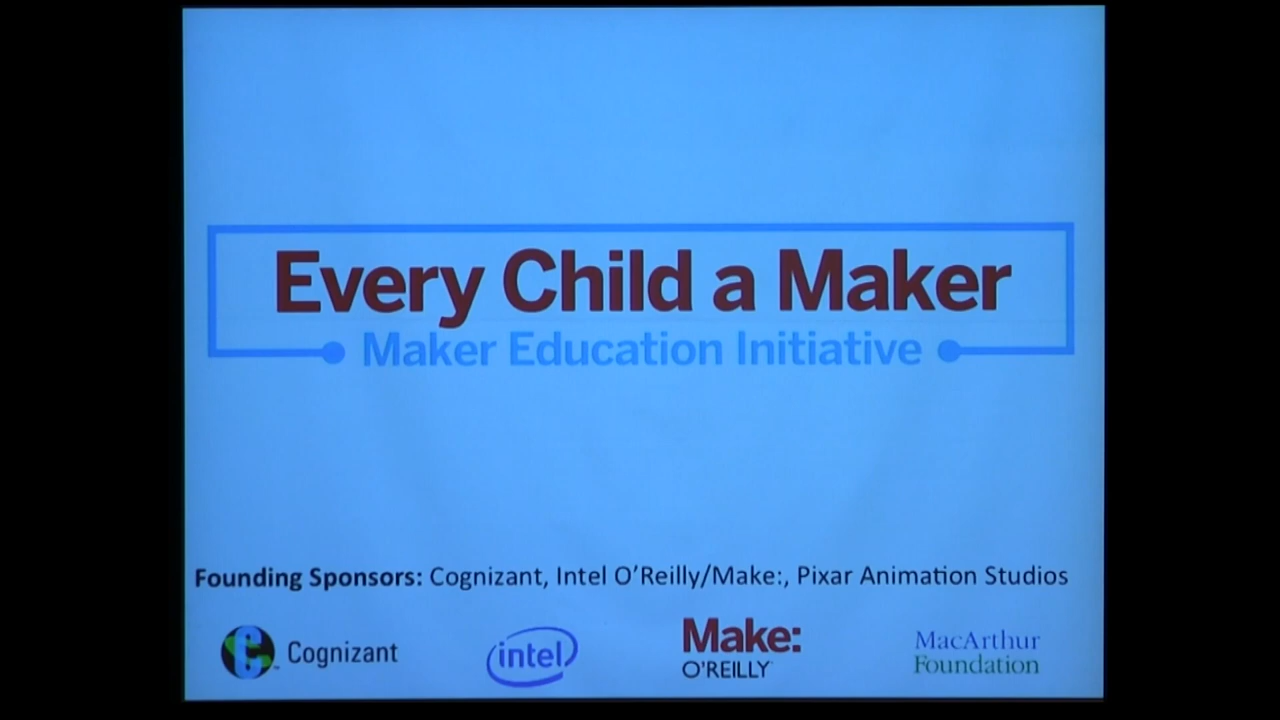 Every Child a Maker
Maker Education Initiative
Founding Sponsors: Cognizant, Intel O'Reilly/Make:, Pixar Animation Studios
Cognizant™
intel
Make:
O'REILLY
MacArthur
Foundation